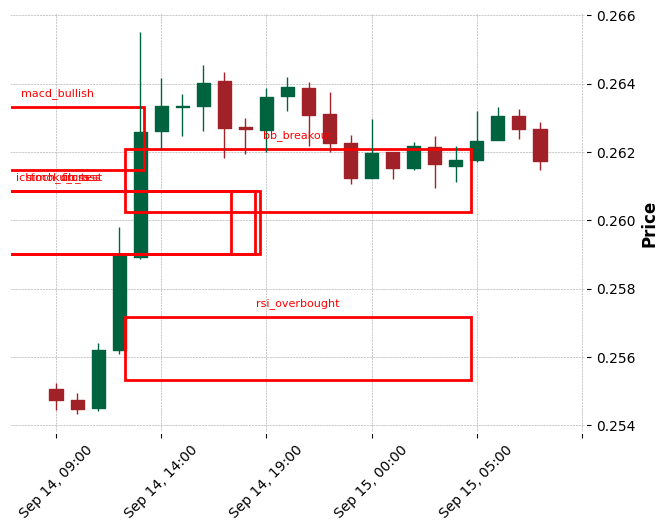 0.266
0.264
macd_bullish
bb_breakout
0.262
0.260
Price
rsi_overbought
0.258
0.256
0.254
Sep 14, 09:00
Sep 14, 14:00
Sep 14, 19:00
Sep 15, 00:00
Sep 15, 05:00